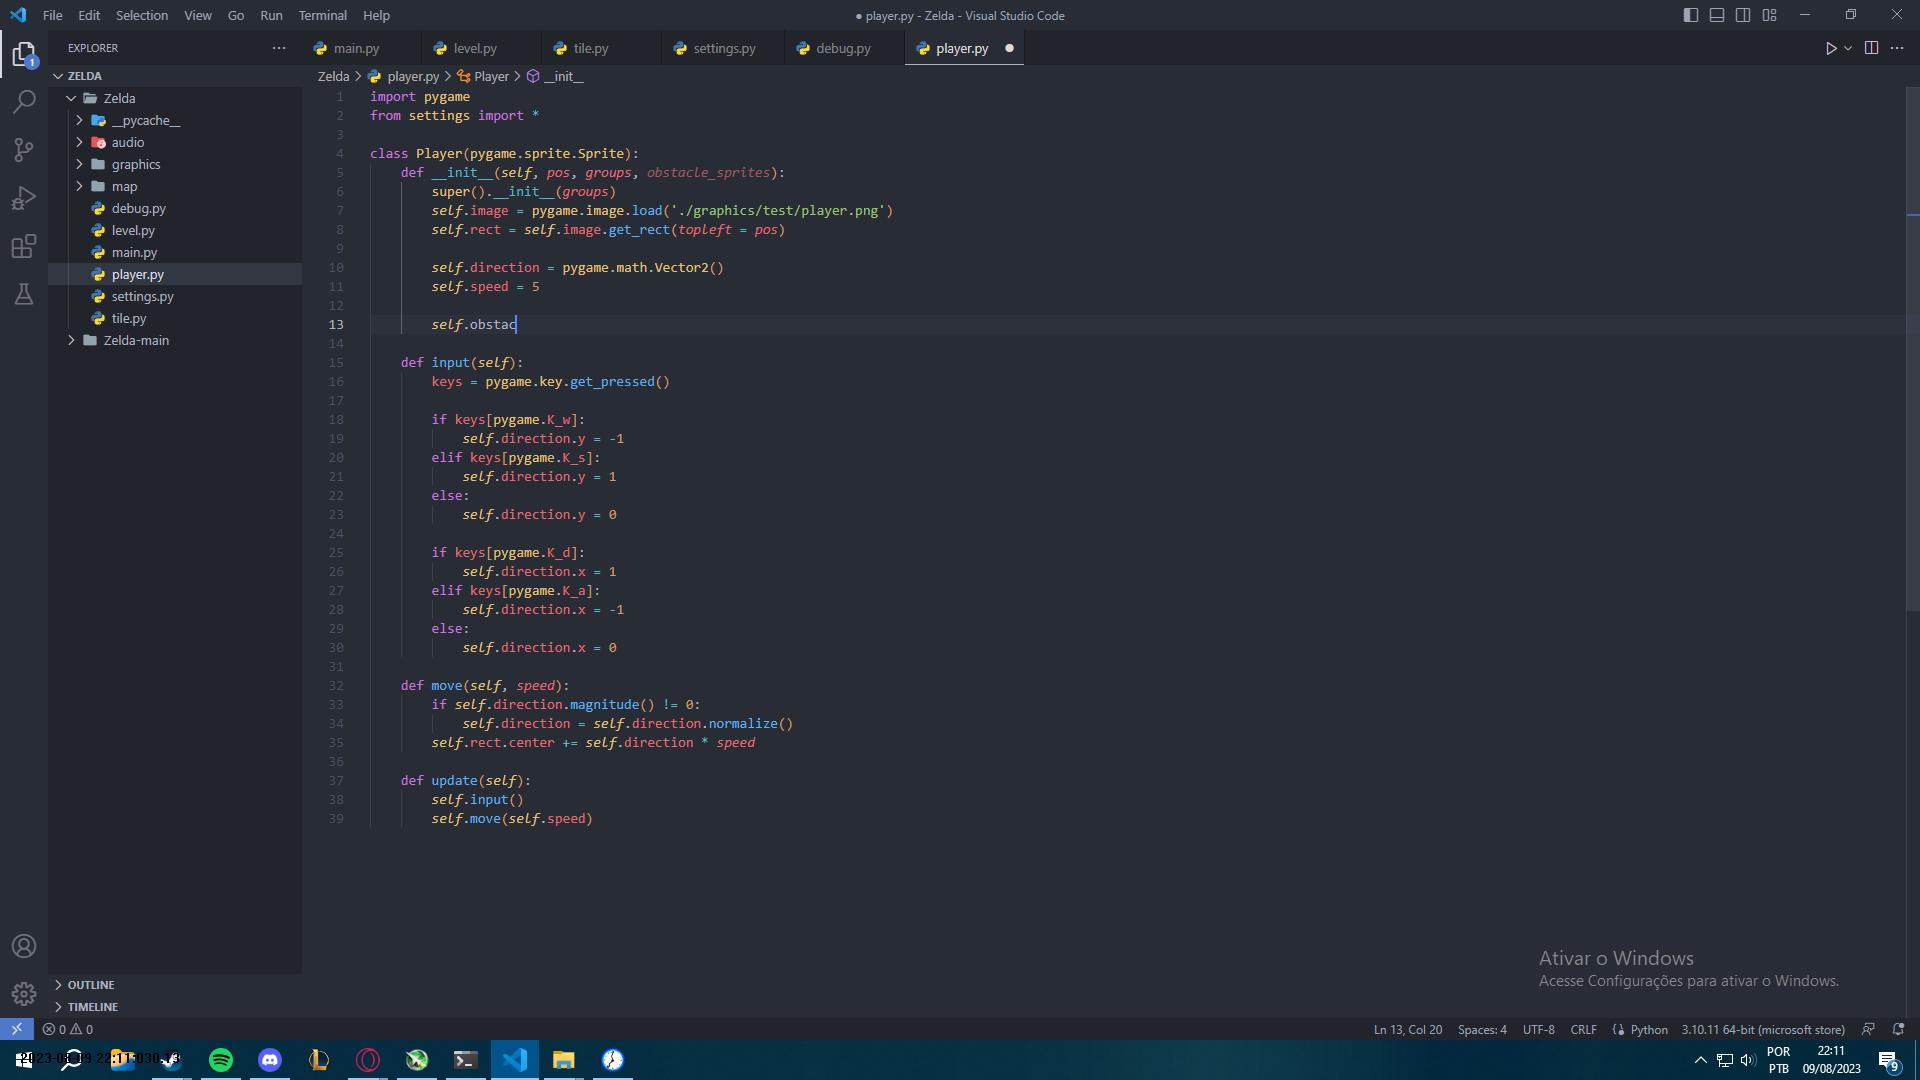 File Edit Selection View Go Run Terminal Help
● player.py - Zelda - Visual Studio Code
EXPLORER
main.py level.py tile.py settings.py debug.py player.py
1
ZELDA
Zelda
__pycache__
audio
graphics
map
debug.py
level.py
main.py
player.py
settings.py
tile.py
Zelda-main
OUTLINE
TIMELINE
Zelda > player.py > Player > __init__
1 import pygame
2 from settings import *
3
4 class Player(pygame.sprite.Sprite):
5 def __init__(self, pos, groups, obstacle_sprites):
6 super().__init__(groups)
7 self.image = pygame.image.load('./graphics/test/player.png')
8 self.rect = self.image.get_rect(topleft = pos)
9
10 self.direction = pygame.math.Vector2()
11 self.speed = 5
12
13 self.obstac
14
15 def input(self):
16 keys = pygame.key.get_pressed()
17
18 if keys[pygame.K_w]:
19 self.direction.y = -1
20 elif keys[pygame.K_s]:
21 self.direction.y = 1
22 else:
23 self.direction.y = 0
24
25 if keys[pygame.K_d]:
26 self.direction.x = 1
27 elif keys[pygame.K_a]:
28 self.direction.x = -1
29 else:
30 self.direction.x = 0
31
32 def move(self, speed):
33 if self.direction.magnitude() != 0:
34 self.direction = self.direction.normalize()
35 self.rect.center += self.direction * speed
36
37 def update(self):
38 self.input()
39 self.move(self.speed)
Ativar o Windows
Acesse Configurações para ativar o Windows.
0 0
Ln 13, Col 20 Spaces: 4 UTF-8 CRLF Python 3.10.11 64-bit (microsoft store)
POR
PTB
22:11
09/08/2023
9